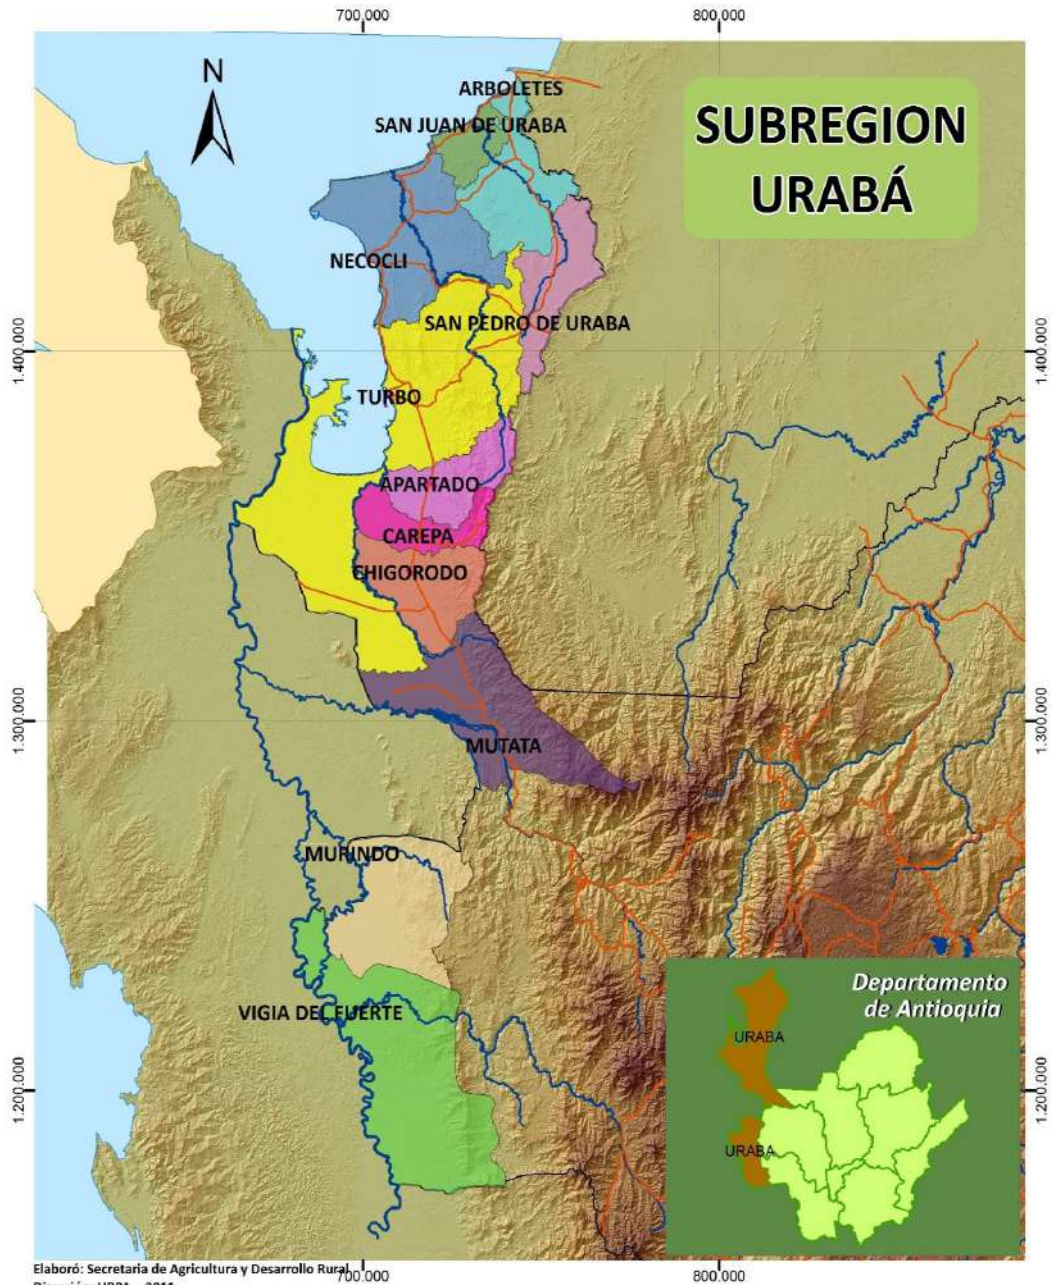 700.000
800.000
N
ARBOLETES
SAN JUAN DE URABA
SUBREGION
URABÁ
NECOCLI
SAN PEDRO DE URABA
1.400.000
1.400.000
TURBO
APARTADO
CAREPA
CHIGORODO
1.300.000
1.300.000
MUTATA
MURINDO
VIGIA DEL FUERTE
Departamento
de Antioquia
URABA
URABA
1.200.000
1.200.000
Elaboró: Secretaria de Agricultura y Desarrollo Rural
700.000
800.000